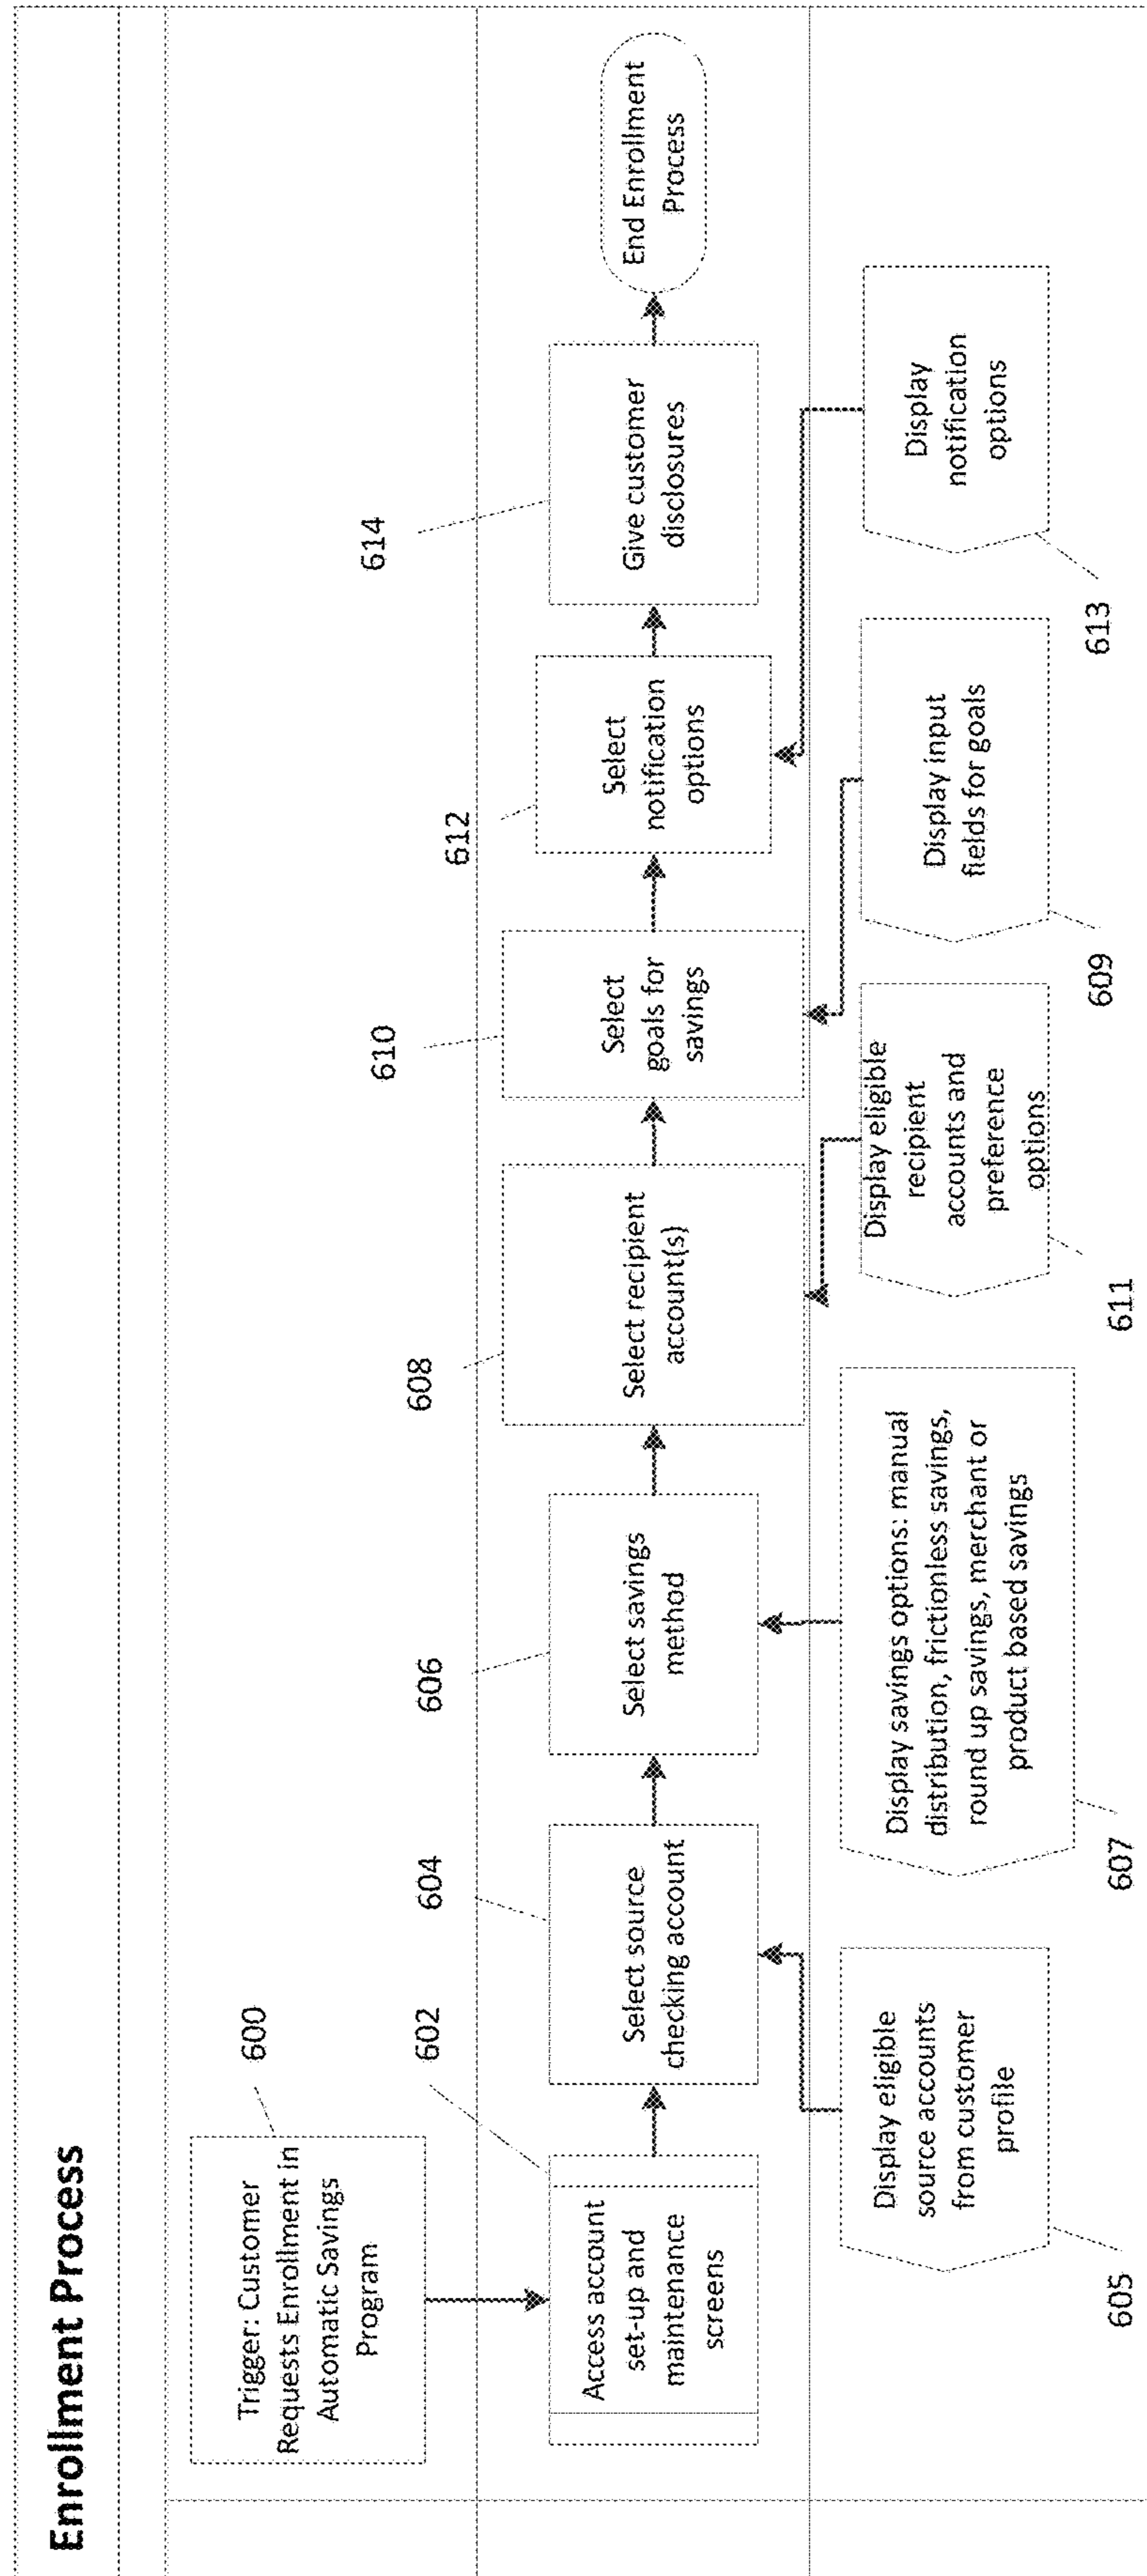 Enrollment Process
Trigger: Customer
Requests Enrollment in
Automatic Savings
Program
600
602
Access account
set-up and
maintenance
screens
604
Select source
checking account
606
Select savings
method
608
Select recipient
account(s)
610
Select
goals for
savings
612
Select
notification
options
614
Give customer
disclosures
End Enrollment
Process
Display eligible
source accounts
from customer
profile
605
Display savings options: manual
distribution, frictionless savings,
round up savings, merchant or
product based savings
607
Display eligible
recipient
accounts and
preference
options
611
Display input
fields for goals
609
Display
notification
options
613